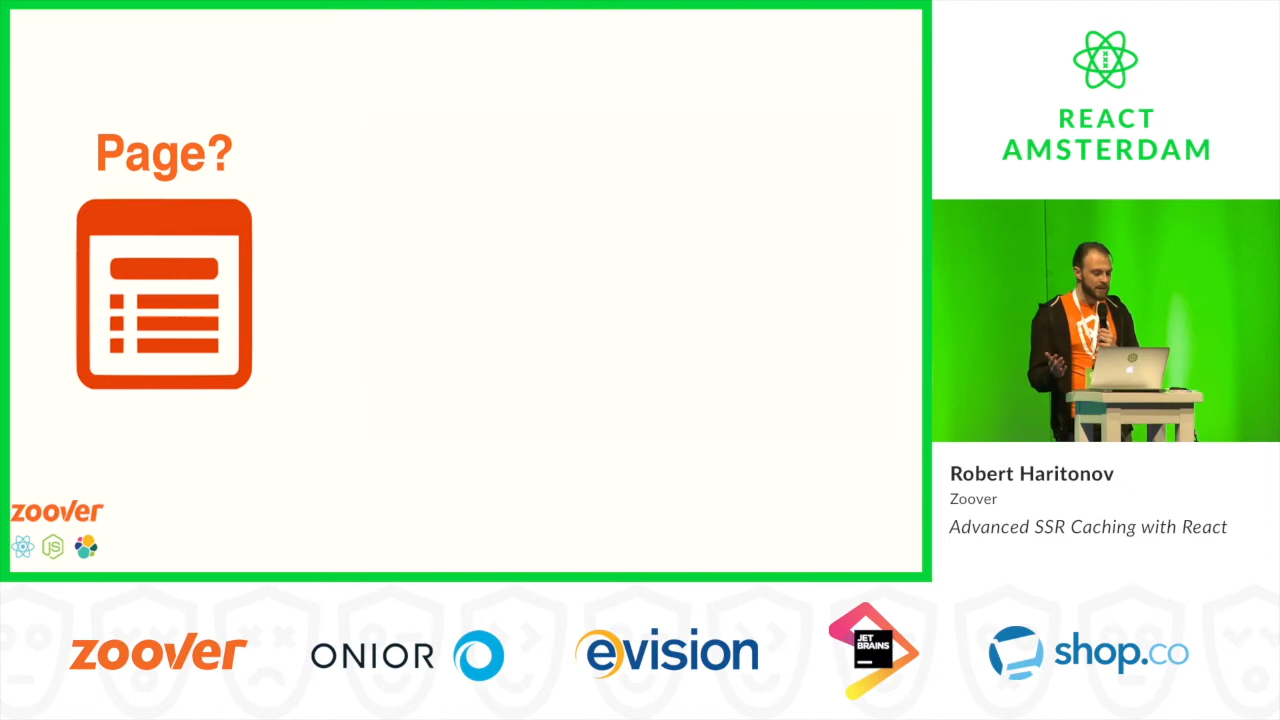 Page?
zoover
JS
REACT
AMSTERDAM
Robert Haritonov
Zoover
Advanced SSR Caching with React
zoover
ONIOR
evision
JET
BRAINS
shop.co